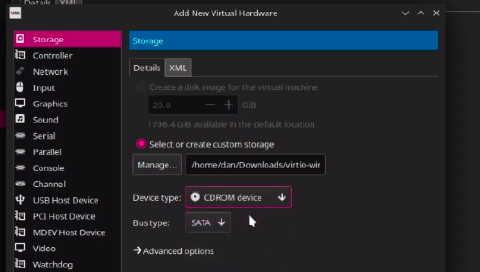 Details XML
Add New Virtual Hardware
Storage
Controller
Network
Input
Graphics
Sound
Serial
Parallel
Console
Channel
USB Host Device
PCI Host Device
MDEV Host Device
Video
Watchdog
Storage
Details XML
Create a disk image for the virtual machine
20.0 − + GiB
1796.4 GiB available in the default location
Select or create custom storage
Manage... /home/dan/Downloads/virtio-wir
Device type: CDROM device
Bus type: SATA
Advanced options